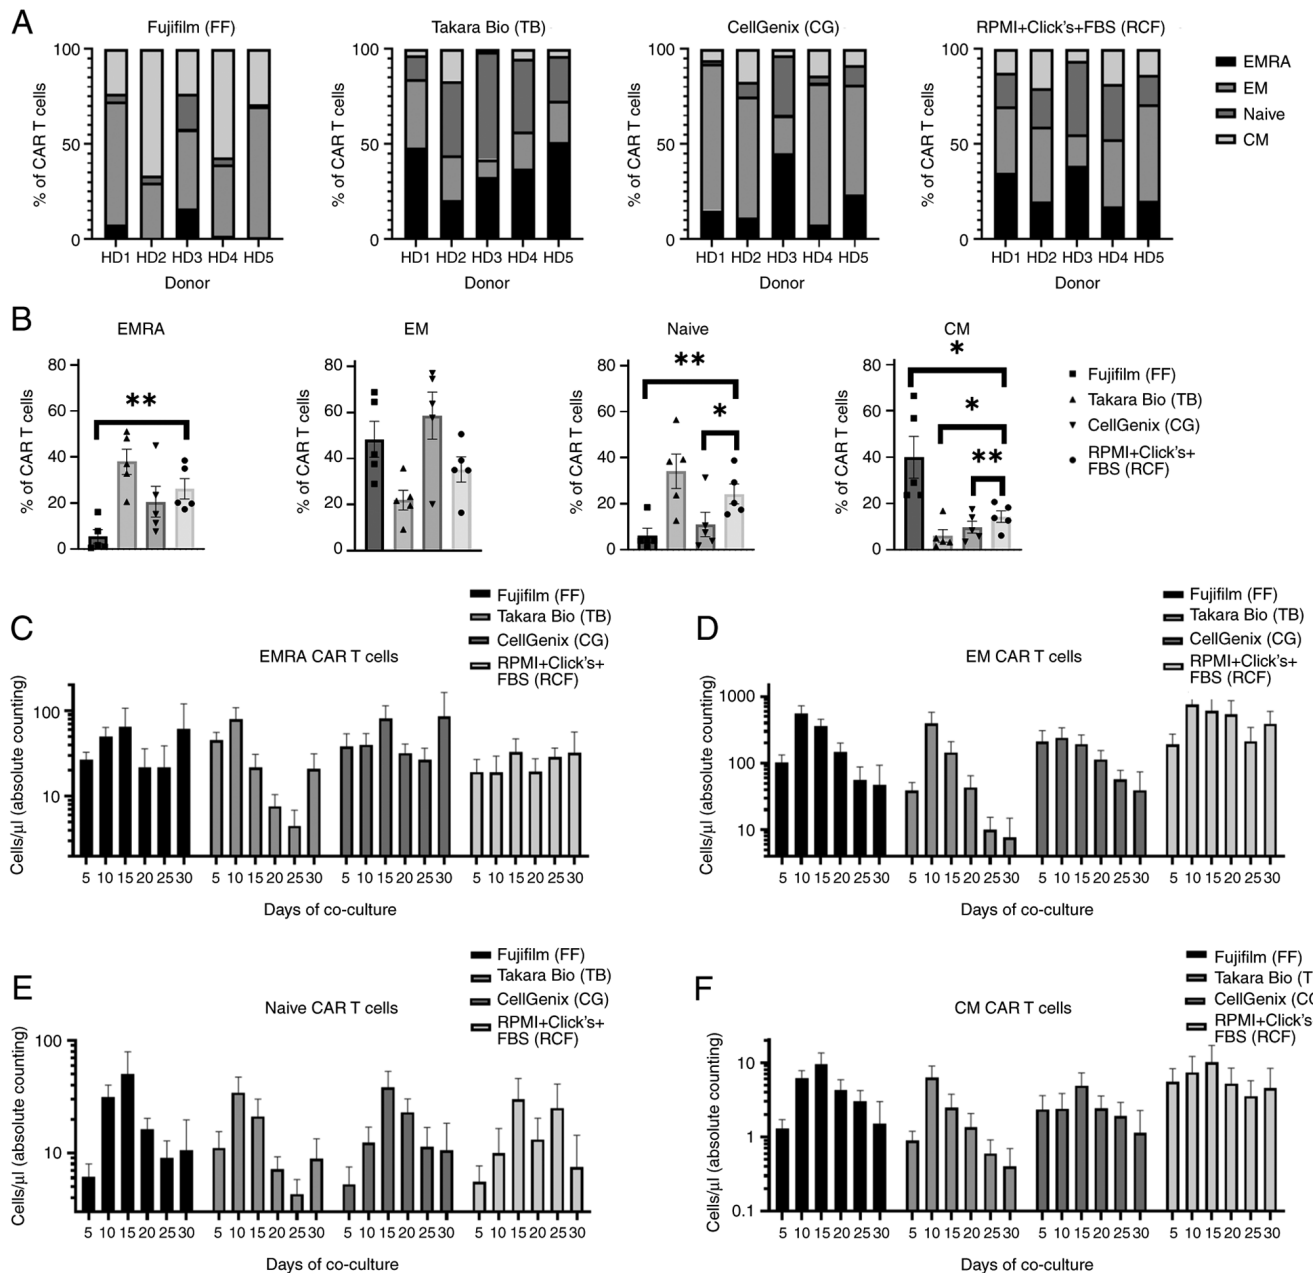 A
Fujifilm (FF)
Takara Bio (TB)
CellGenix (CG)
RPMI+Click's+FBS (RCF)
% of CAR T cells
100
50
0
HD1 HD2 HD3 HD4 HD5
Donor
% of CAR T cells
100
50
0
HD1 HD2 HD3 HD4 HD5
Donor
% of CAR T cells
100
50
0
HD1 HD2 HD3 HD4 HD5
Donor
% of CAR T cells
100
50
0
HD1 HD2 HD3 HD4 HD5
Donor
EMRA
EM
Naive
CM
B
EMRA
% of CAR T cells
80
60
40
20
0
**
EM
% of CAR T cells
80
60
40
20
0
Naive
% of CAR T cells
80
60
40
20
0
**
*
CM
% of CAR T cells
80
60
40
20
0
*
*
**
Fujifilm (FF)
Takara Bio (TB)
CellGenix (CG)
RPMI+Click's+
FBS (RCF)
C
Fujifilm (FF)
Takara Bio (TB)
CellGenix (CG)
RPMI+Click's+
FBS (RCF)
EMRA CAR T cells
Cells/µl (absolute counting)
100
10
5 10 15 20 25 30 5 10 15 20 25 30 5 10 15 20 25 30 5 10 15 20 25 30
Days of co-culture
D
Fujifilm (FF)
Takara Bio (TB)
CellGenix (CG)
RPMI+Click's+
FBS (RCF)
EM CAR T cells
Cells/µl (absolute counting)
1000
100
10
5 10 15 20 25 30 5 10 15 20 25 30 5 10 15 20 25 30 5 10 15 20 25 30
Days of co-culture
E
Fujifilm (FF)
Takara Bio (TB)
CellGenix (CG)
RPMI+Click's+
FBS (RCF)
Naive CAR T cells
Cells/µl (absolute counting)
100
10
5 10 15 20 25 30 5 10 15 20 25 30 5 10 15 20 25 30 5 10 15 20 25 30
Days of co-culture
F
Fujifilm (FF)
Takara Bio (T
CellGenix (C
RPMI+Click's
FBS (RCF)
CM CAR T cells
Cells/µl (absolute counting)
10
1
0.1
5 10 15 20 25 30 5 10 15 20 25 30 5 10 15 20 25 30 5 10 15 20 25 30
Days of co-culture